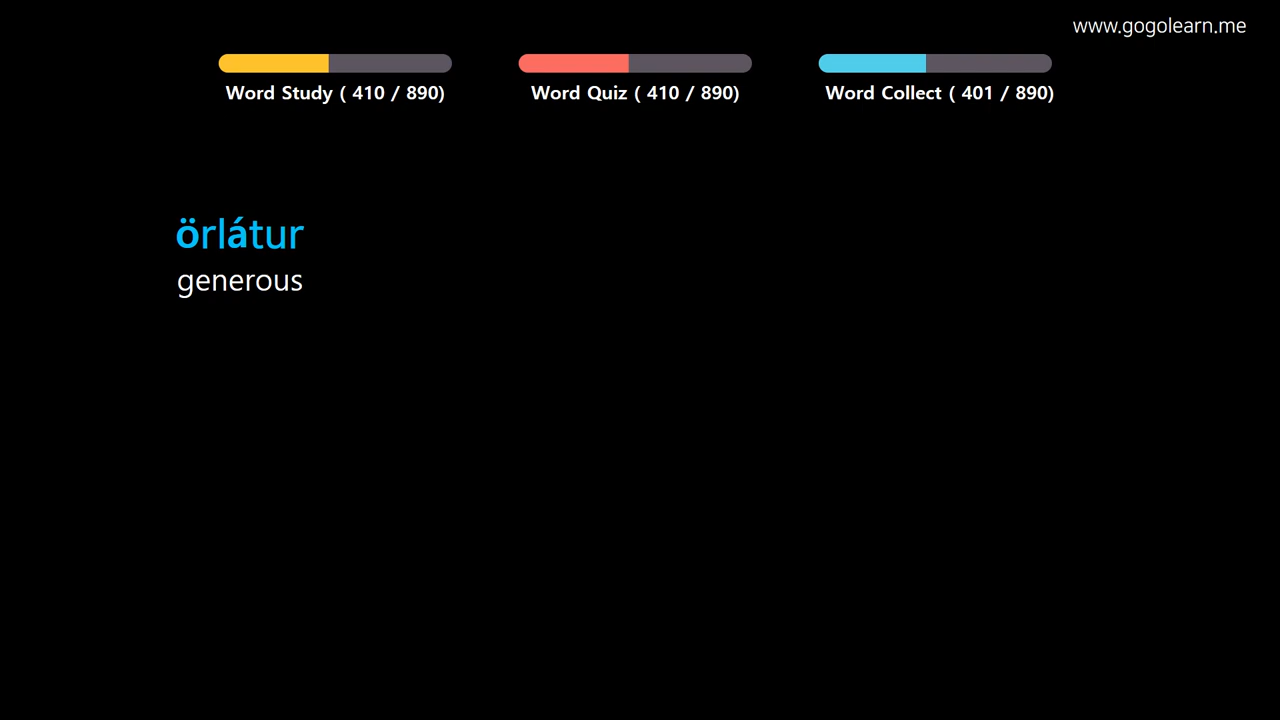 www.gogolearn.me
Word Study ( 410 / 890)
Word Quiz ( 410 / 890)
Word Collect ( 401 / 890)
örlátur
generous